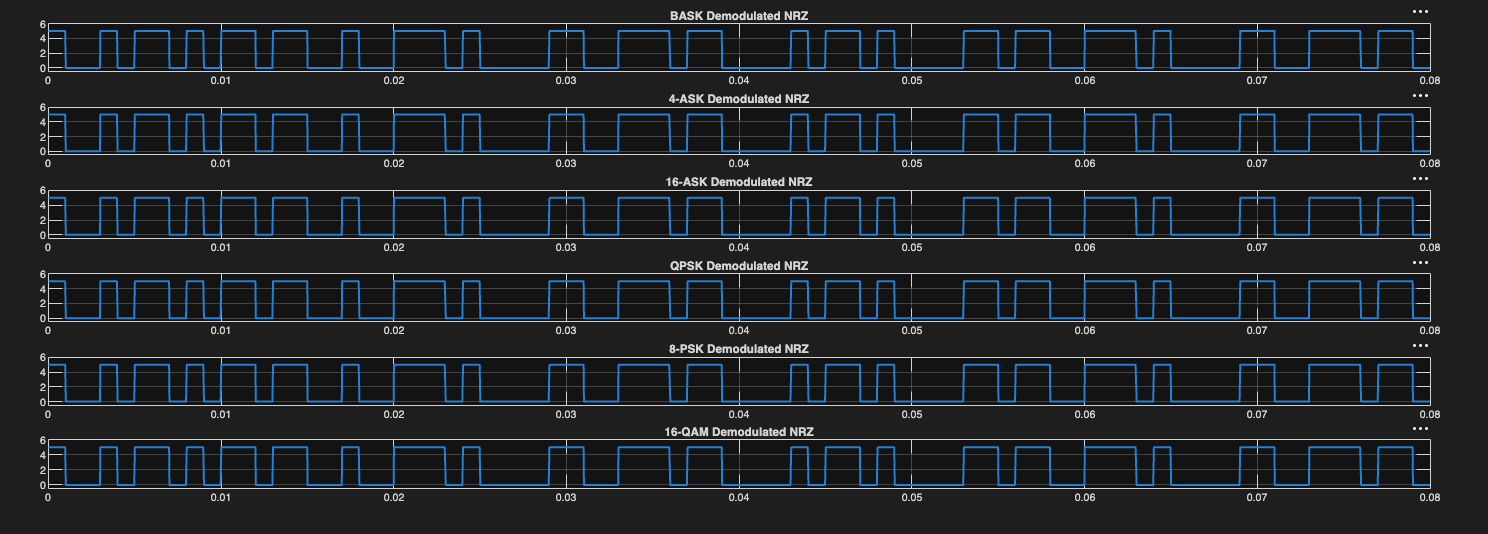 BASK Demodulated NRZ
6
4
2
0
0 0.01 0.02 0.03 0.04 0.05 0.06 0.07 0.08
4-ASK Demodulated NRZ
6
4
2
0
0 0.01 0.02 0.03 0.04 0.05 0.06 0.07 0.08
16-ASK Demodulated NRZ
6
4
2
0
0 0.01 0.02 0.03 0.04 0.05 0.06 0.07 0.08
QPSK Demodulated NRZ
6
4
2
0
0 0.01 0.02 0.03 0.04 0.05 0.06 0.07 0.08
8-PSK Demodulated NRZ
6
4
2
0
0 0.01 0.02 0.03 0.04 0.05 0.06 0.07 0.08
16-QAM Demodulated NRZ
6
4
2
0
0 0.01 0.02 0.03 0.04 0.05 0.06 0.07 0.08